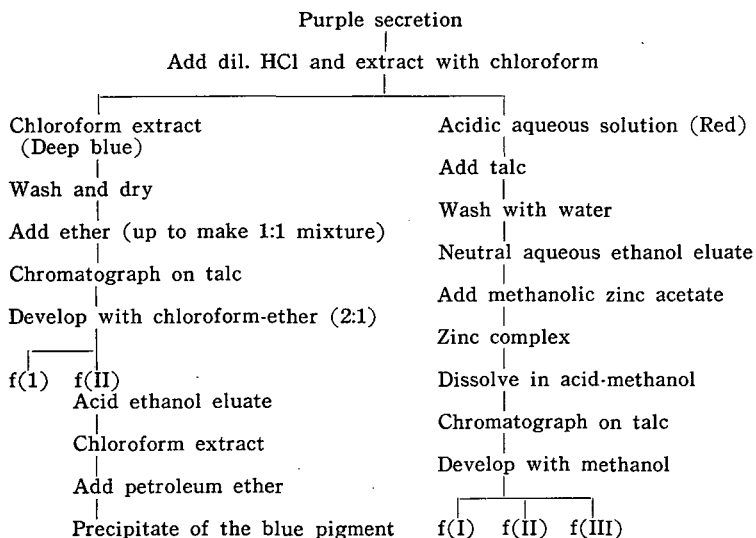 Purple secretion
Add dil. HCl and extract with chloroform
Chloroform extract
(Deep blue)
Wash and dry
Add ether (up to make 1:1 mixture)
Chromatograph on talc
Develop with chloroform-ether (2:1)
f(1) f(II)
Acid ethanol eluate
Chloroform extract
Add petroleum ether
Precipitate of the blue pigment
Acidic aqueous solution (Red)
Add talc
Wash with water
Neutral aqueous ethanol eluate
Add methanolic zinc acetate
Zinc complex
Dissolve in acid-methanol
Chromatograph on talc
Develop with methanol
f(I) f(II) f(III)